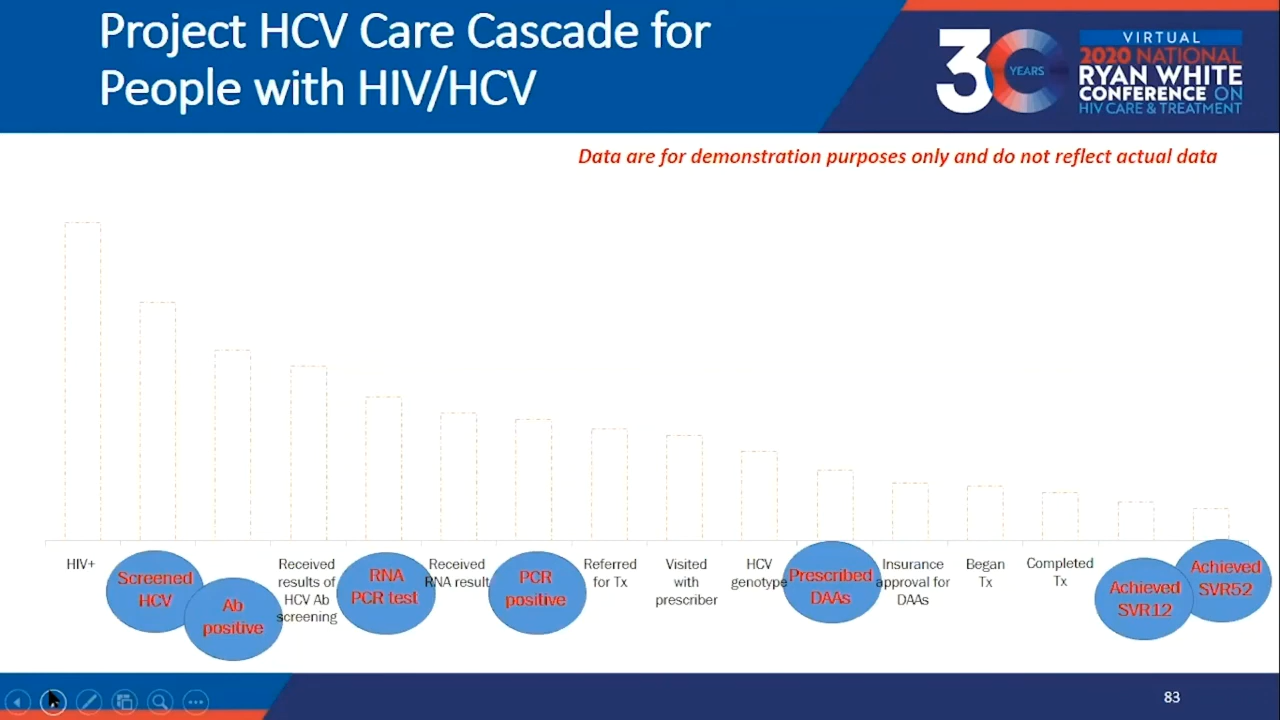 Project HCV Care Cascade for
People with HIV/HCV
30
YEARS
VIRTUAL
2020 NATIONAL
RYAN WHITE
CONFERENCE ON
HIV CARE & TREATMENT
Data are for demonstration purposes only and do not reflect actual data
HIV+
Screened
HCV
Ab
positive
Received
results of
HCV Ab
screening
RNA
PCR test
Received
RNA result
PCR
positive
Referred
for Tx
Visited
with
prescriber
HCV
genotype
Prescribed
DAAs
Insurance
approval for
DAAs
Began
Tx
Completed
Tx
Achieved
SVR12
Achieved
SVR52
83